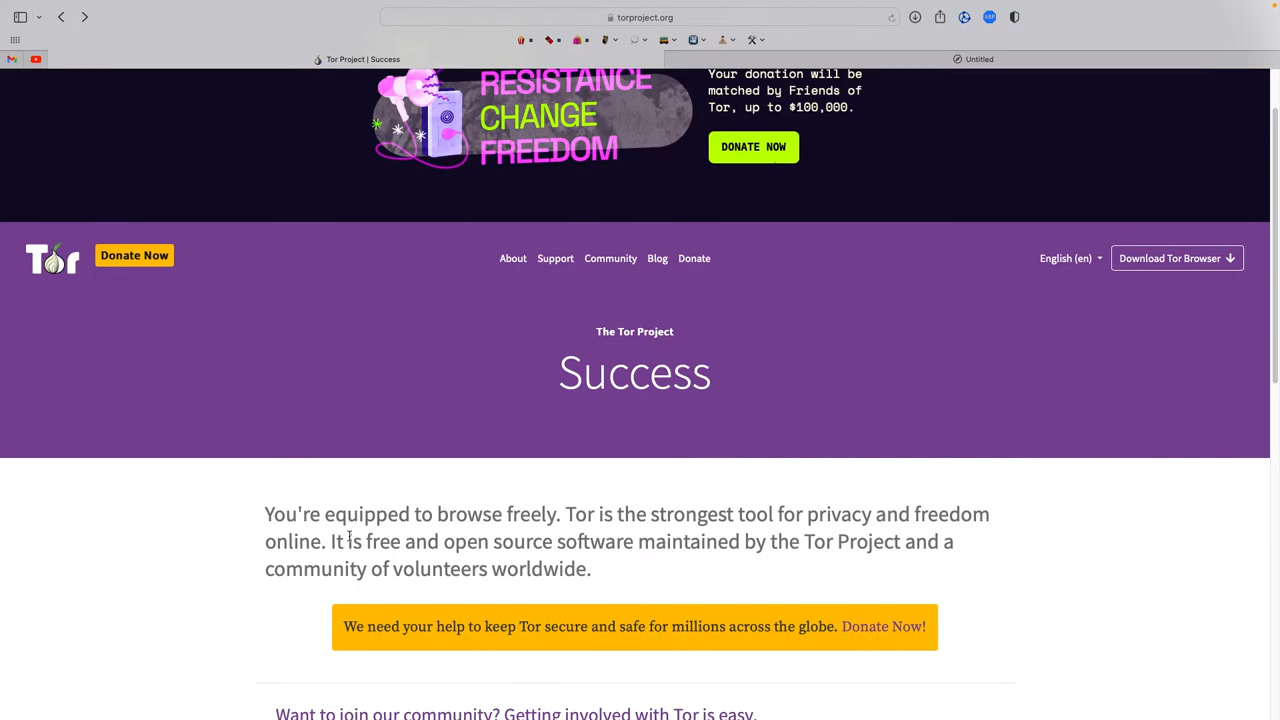 torproject.org
ABP
Tor Project | Success
Untitled
RESISTANCE
CHANGE
FREEDOM
Your donation will be
matched by Friends of
Tor, up to $100,000.
DONATE NOW
Tor
Donate Now
About Support Community Blog Donate
English (en)
Download Tor Browser
The Tor Project
Success
You're equipped to browse freely. Tor is the strongest tool for privacy and freedom
online. It is free and open source software maintained by the Tor Project and a
community of volunteers worldwide.
We need your help to keep Tor secure and safe for millions across the globe. Donate Now!
Want to join our community? Getting involved with Tor is easy.